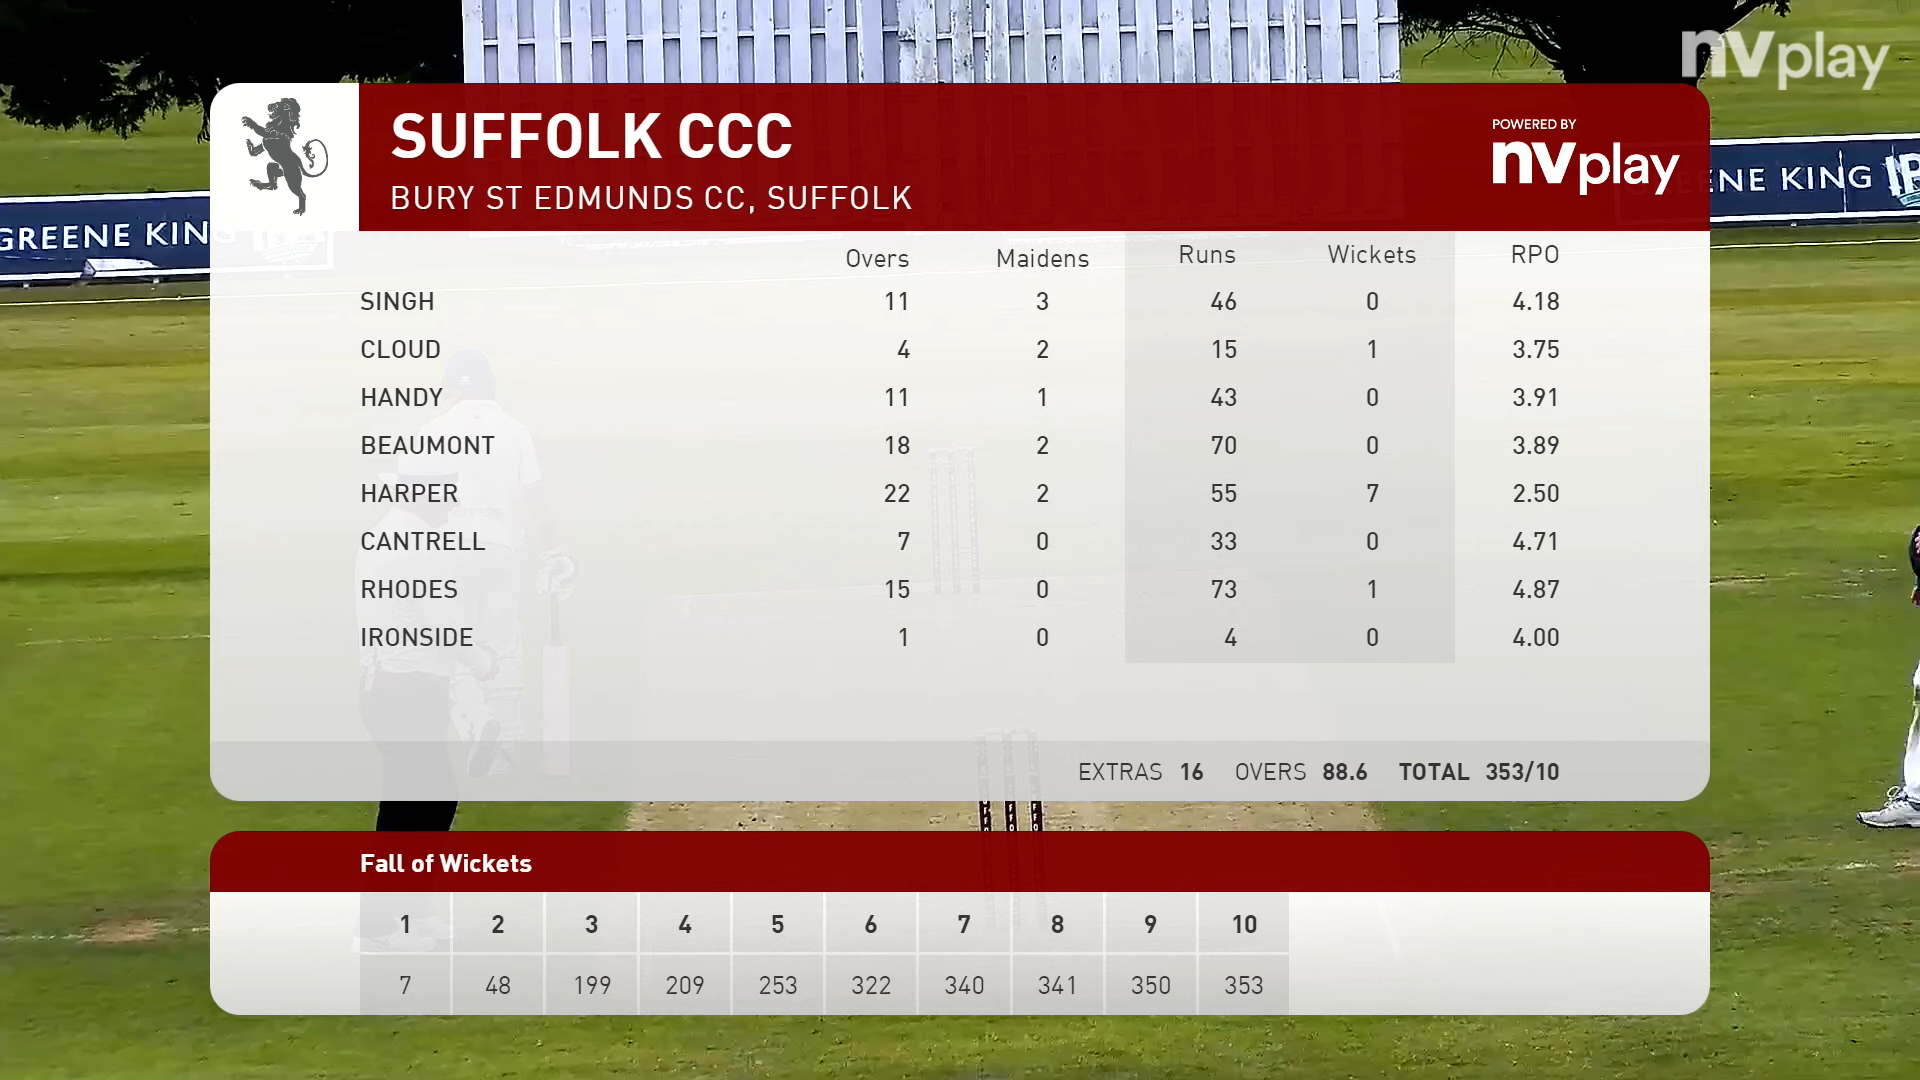 nvplay
SUFFOLK CCC
BURY ST EDMUNDS CC, SUFFOLK
POWERED BY
nvplay
GREENE KING
ENE KING IP
Overs Maidens Runs Wickets RPO
SINGH 11 3 46 0 4.18
CLOUD 4 2 15 1 3.75
HANDY 11 1 43 0 3.91
BEAUMONT 18 2 70 0 3.89
HARPER 22 2 55 7 2.50
CANTRELL 7 0 33 0 4.71
RHODES 15 0 73 1 4.87
IRONSIDE 1 0 4 0 4.00
EXTRAS 16 OVERS 88.6 TOTAL 353/10
Fall of Wickets
1 2 3 4 5 6 7 8 9 10
7 48 199 209 253 322 340 341 350 353